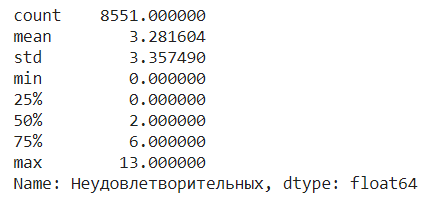 count    8551.000000
mean        3.281604
std         3.357490
min         0.000000
25%         0.000000
50%         2.000000
75%         6.000000
max        13.000000
Name: Неудовлетворительных, dtype: float64